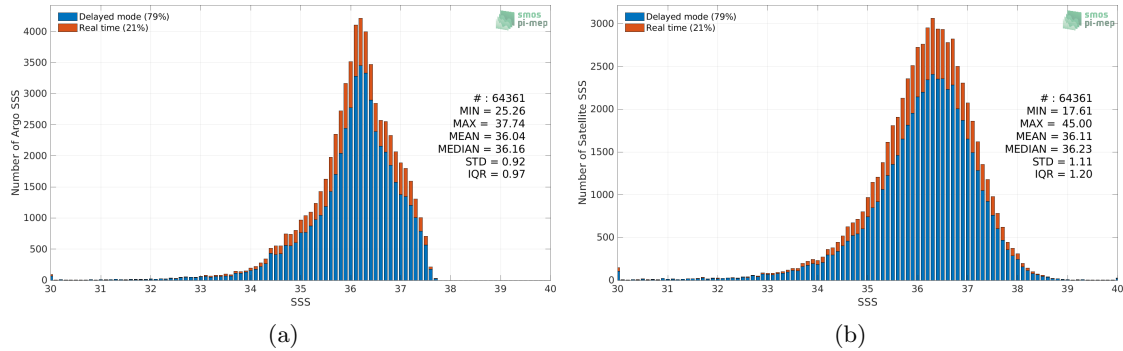 Delayed mode (79%)
Real time (21%)
smos
pi-mep
# : 64361
MIN = 25.26
MAX = 37.74
MEAN = 36.04
MEDIAN = 36.16
STD = 0.92
IQR = 0.97
Number of Argo SSS
4000
3500
3000
2500
2000
1500
1000
500
0
30 31 32 33 34 35 36 37 38 39 40
SSS
(a)
Delayed mode (79%)
Real time (21%)
smos
pi-mep
# : 64361
MIN = 17.61
MAX = 45.00
MEAN = 36.11
MEDIAN = 36.23
STD = 1.11
IQR = 1.20
Number of Satellite SSS
3000
2500
2000
1500
1000
500
0
30 31 32 33 34 35 36 37 38 39 40
SSS
(b)